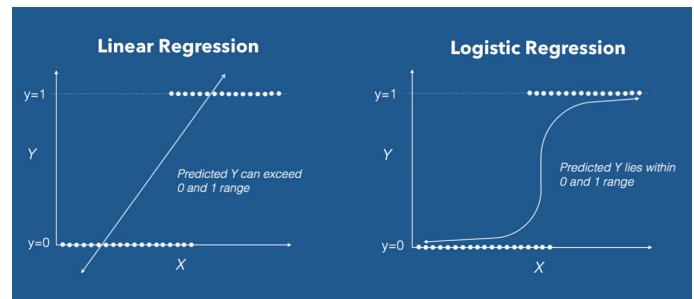 Linear Regression
y=1
Y
Predicted Y can exceed
0 and 1 range
y=0
X
Logistic Regression
y=1
Y
Predicted Y lies within
0 and 1 range
y=0
X